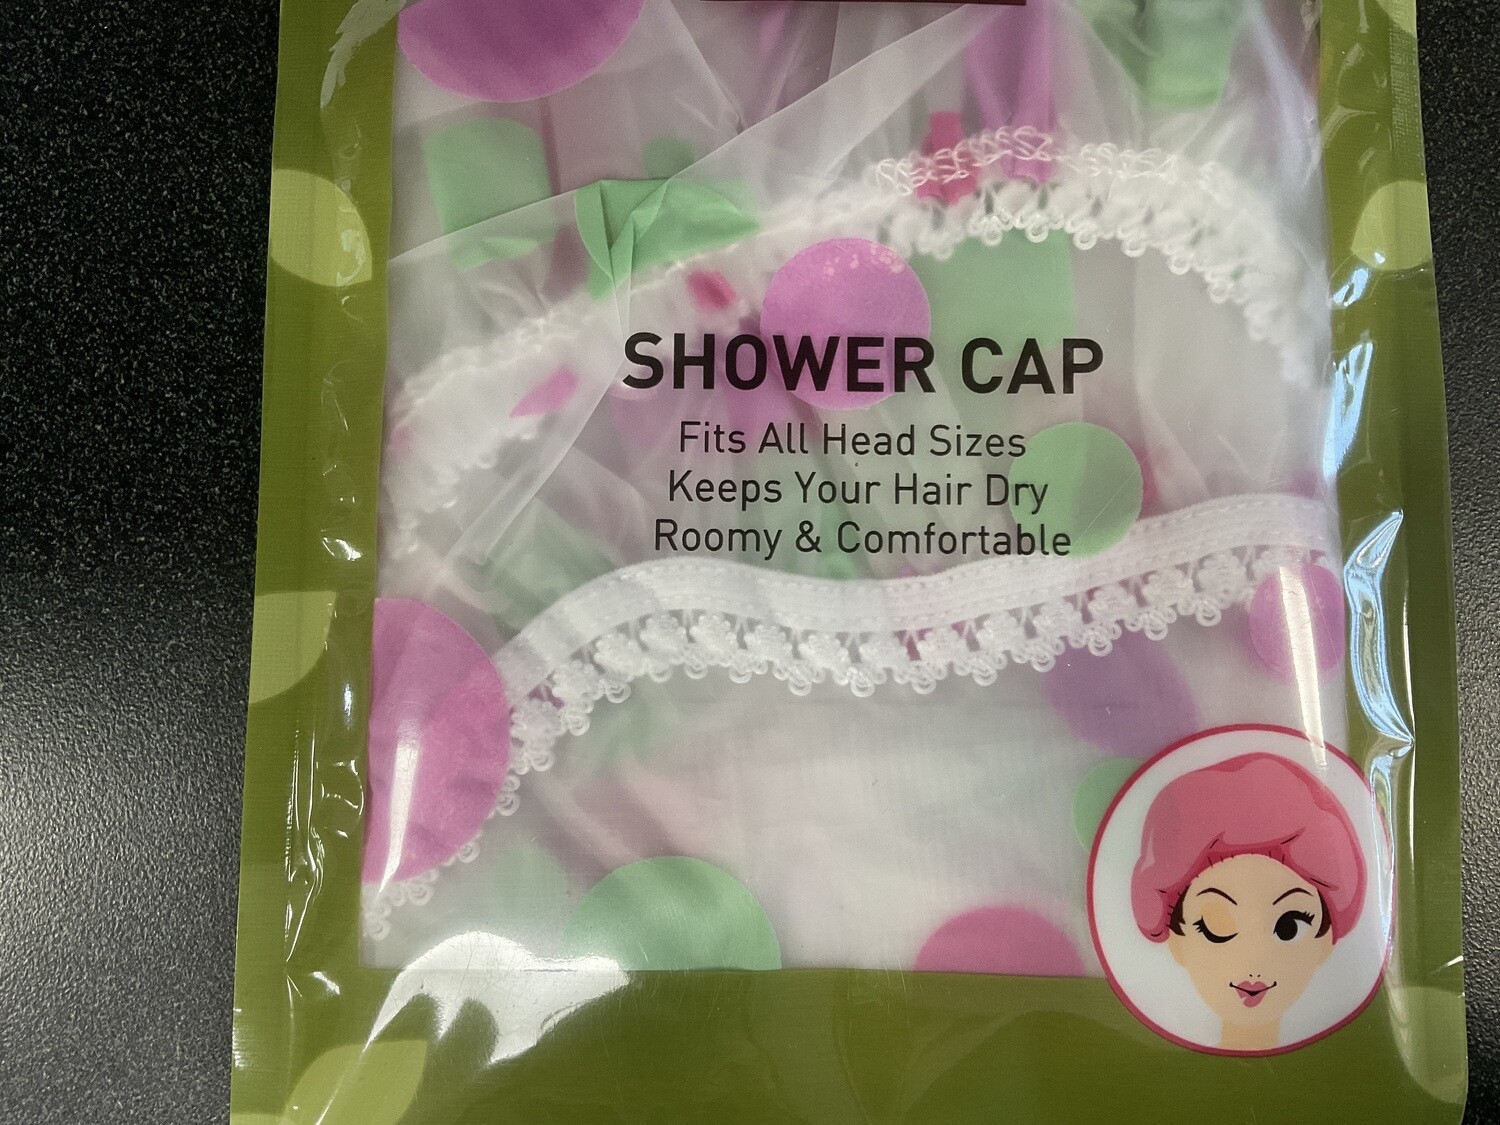 SHOWER CAP
Fits All Head Sizes
Keeps Your Hair Dry
Roomy & Comfortable